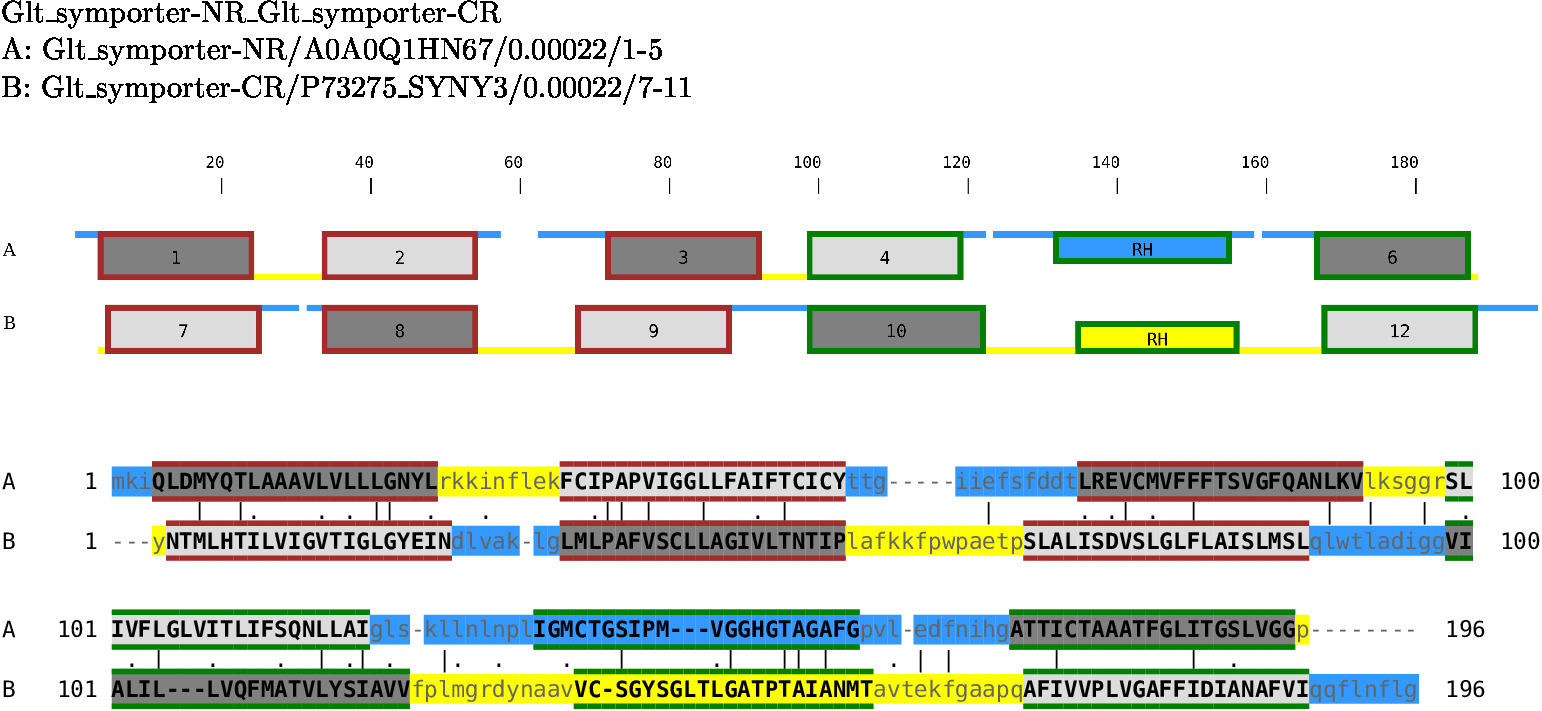 Glt_symporter-NR_Glt_symporter-CR
A: Glt_symporter-NR/A0A0Q1HN67/0.00022/1-5
B: Glt_symporter-CR/P73275_SYNY3/0.00022/7-11
20 40 60 80 100 120 140 160 180
A 1 2 3 4 RH 6
B 7 8 9 10 RH 12
A 1 mkiQLDMYQTLAAAVLVLLLGNYLrkkinflekFCIPAPVIGGLLFAIFTCICYttg-----iiefsfddtLREVCMVFFFTSVGFQANLKVlksggrSL 100
B 1 ---yNTMLHTILVIGVTIGLGYEINdlvak-lgLMLPAFVSCLLAGIVLTNTIPlafkkfpwpaetpSLALISDVSLGLFLAISLMSLqlwtladiggVI 100
A 101 IVFLGLVITLIFSQNLLAIgls-kllnlnplIGMCTGSIPM---VGGHGTAGAFGpvl-edfnihgATTICTAAATFGLITGSLVGGp-------- 196
B 101 ALIL---LVQFMATVLYSIAVVfplmgrdynaavVC-SGYSGLTLGATPTAIANMTavtekfgaapqAFIVVPLVGAFFIDIANAFVIqqflnflg 196